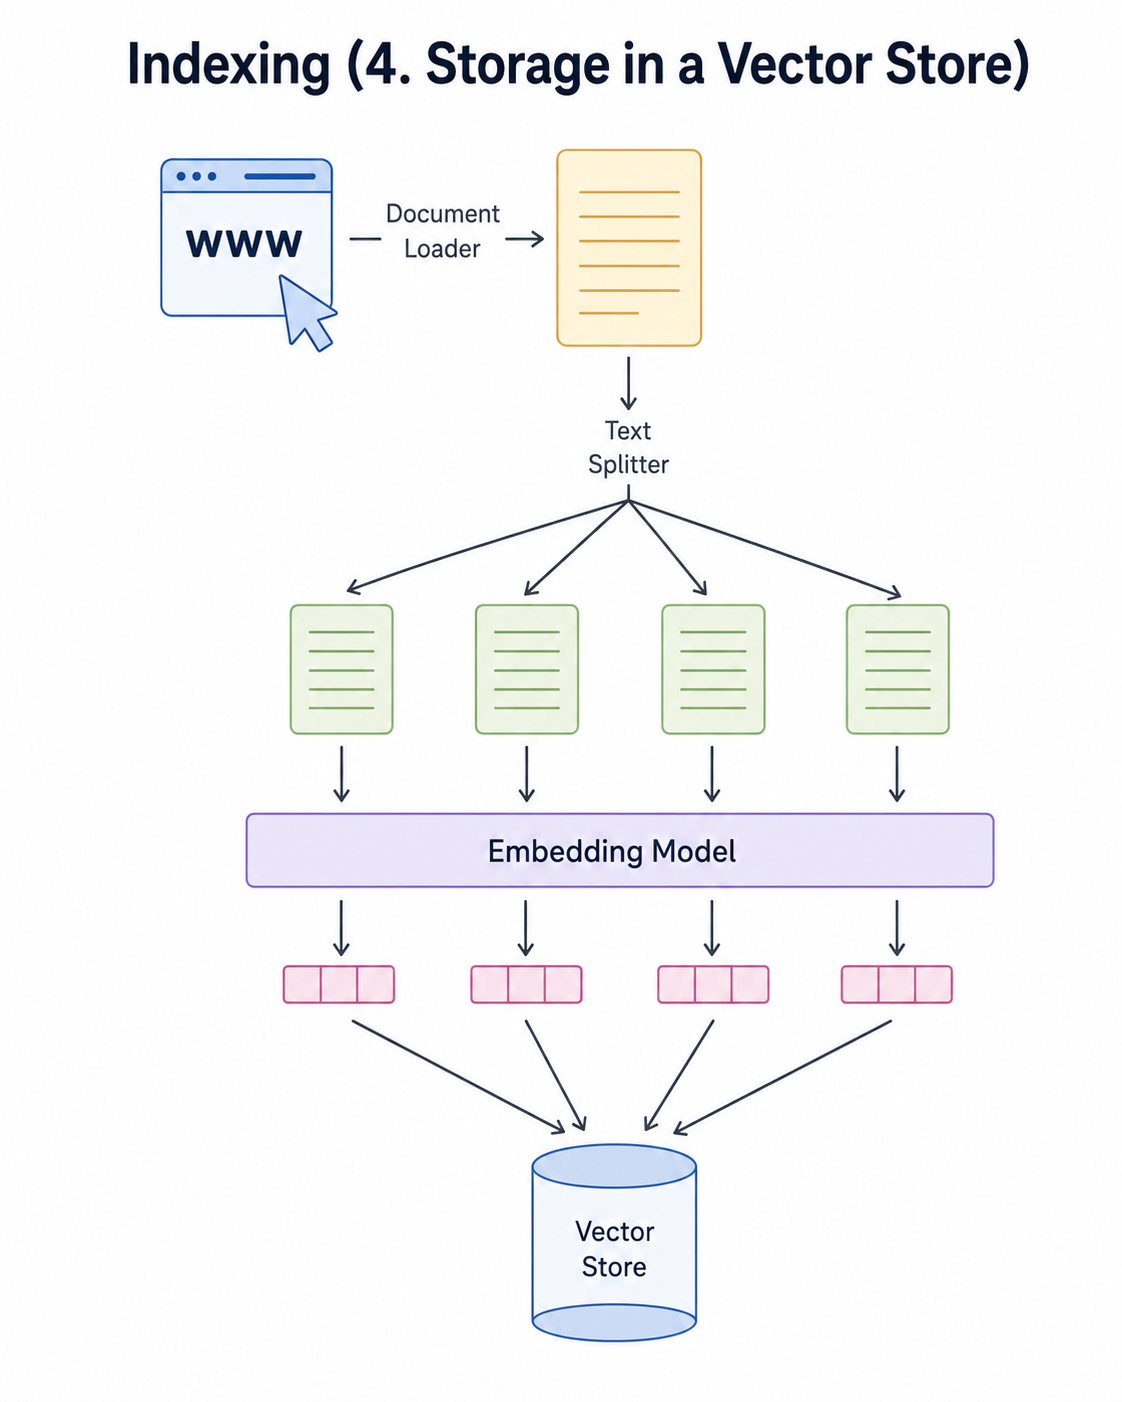 Indexing (4. Storage in a Vector Store)
www
Document
Loader
Text
Splitter
Embedding Model
Vector
Store